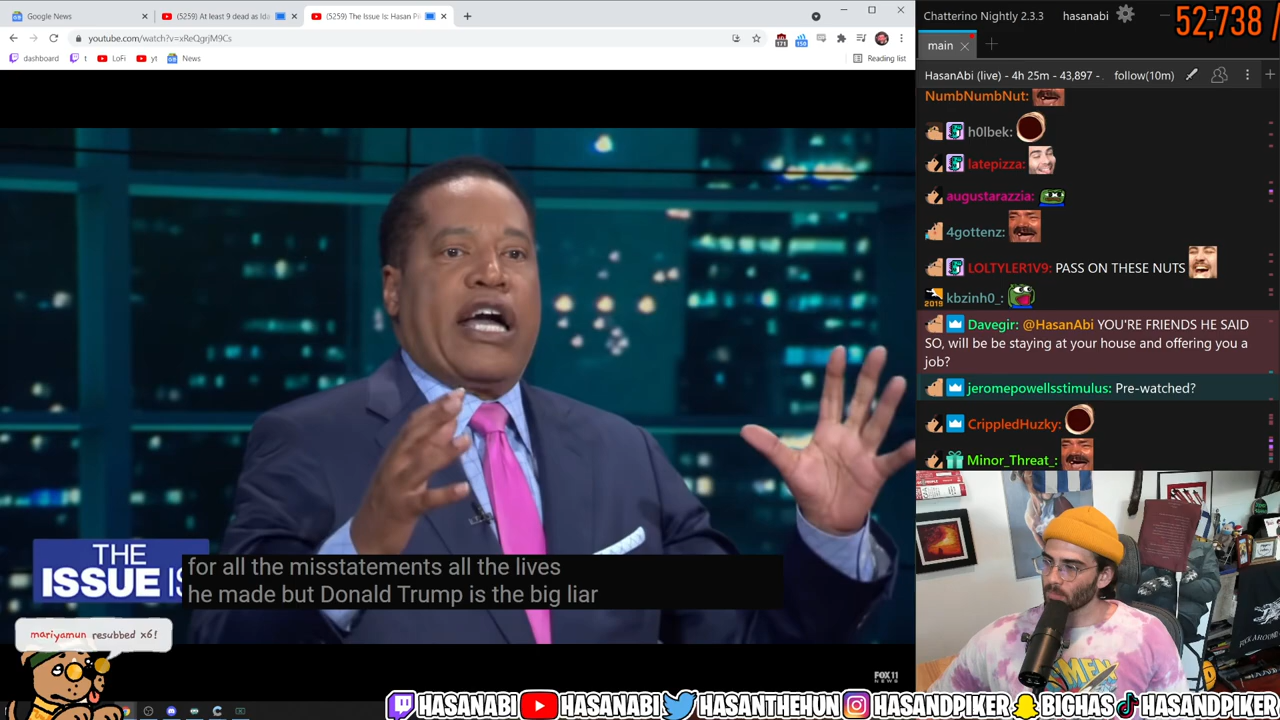 Google News
(5259) At least 9 dead as Ida
(5259) The Issue Is: Hasan Pi
youtube.com/watch?v=xReQgrjM9Cs
171
158
dashboard
t
LoFi
yt
News
Reading list
Chatterino Nightly 2.3.3
hasanabi
52,738 /
main
HasanAbi (live) - 4h 25m - 43,897 -
follow(10m)
NumbNumbNut:
h0lbek:
latepizza:
augustarazzia:
4gottenz:
LOLTYLER1V9: PASS ON THESE NUTS
2019 kbzinh0_:
Davegir: @HasanAbi YOU'RE FRIENDS HE SAID
SO, will be be staying at your house and offering you a
job?
jeromepowellsstimulus: Pre-watched?
CrippledHuzky:
Minor_Threat_:
THE
ISSUE IS
for all the misstatements all the lives
he made but Donald Trump is the big liar
mariyamun resubbed x6!
FOX 11
NEWS
HASANABI
HASANABI
HASANTHEHUN
HASANDPIKER
BIGHAS
HASANDPIKER